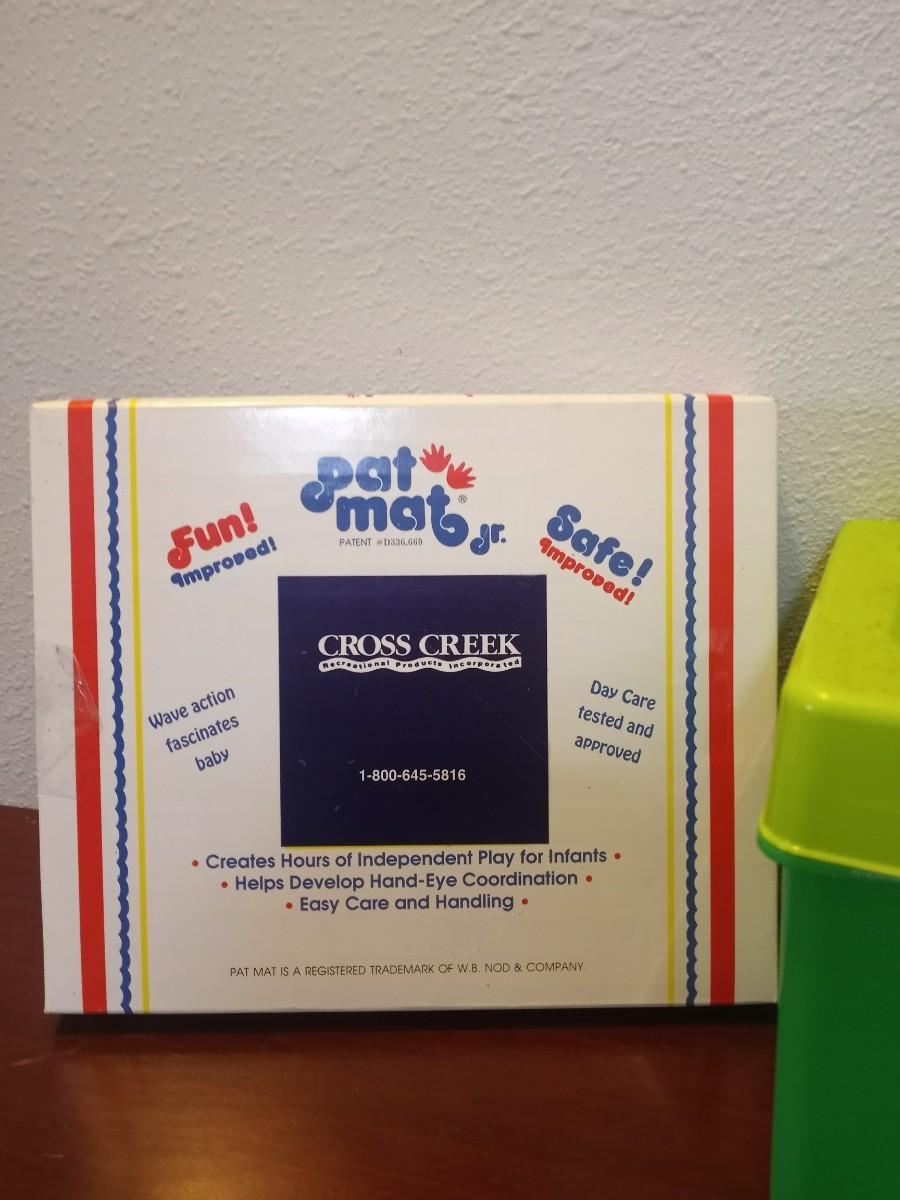 pat
mat® jr.
PATENT #D336,660
Fun!
Improved!
Safe!
Improved!
CROSS CREEK
Recreational Products Incorporated
Wave action
fascinates
baby
Day Care
tested and
approved
1-800-645-5816
• Creates Hours of Independent Play for Infants •
• Helps Develop Hand-Eye Coordination •
• Easy Care and Handling •
PAT MAT IS A REGISTERED TRADEMARK OF W.B. NOD & COMPANY.